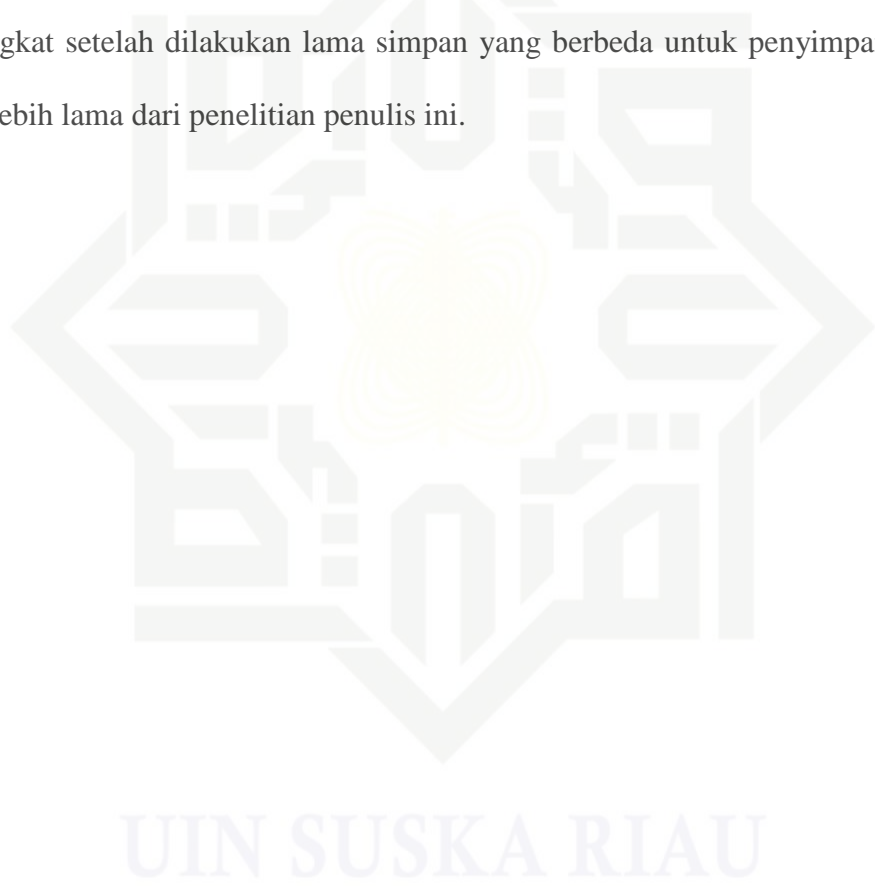 gkat setelah dilakukan lama simpan yang berbeda untuk penyimpa
ebih lama dari penelitian penulis ini.
UIN SUSKA RIAU